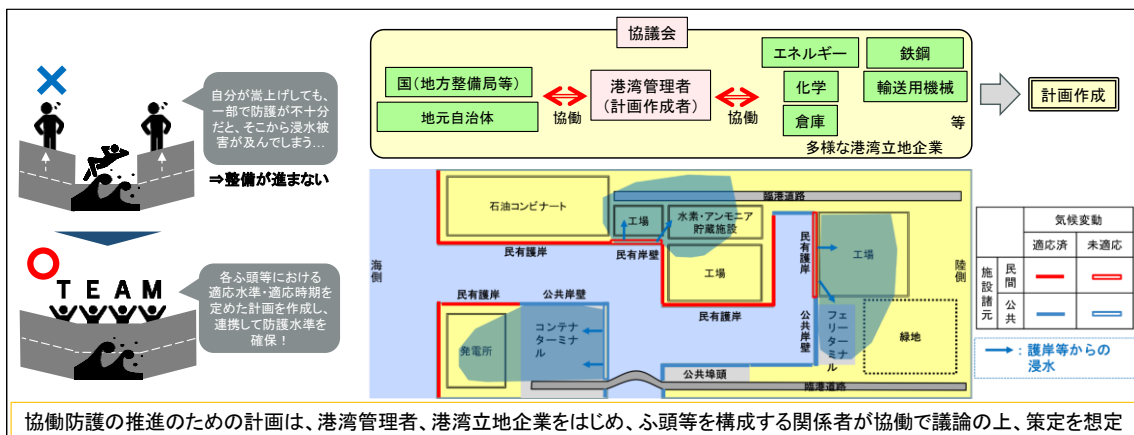 協議会
国(地方整備局等)
地元自治体
協働
港湾管理者
(計画作成者)
協働
エネルギー
鉄鋼
化学
輸送用機械
倉庫
等
多様な港湾立地企業
計画作成
自分が嵩上げしても、
一部で防護が不十分
だと、そこから浸水被
害が及んでしまう…
⇒整備が進まない
TEAM
各ふ頭等における
適応水準・適応時期を
定めた計画を作成し、
連携して防護水準を
確保！
海側
陸側
石油コンビナート
工場
水素・アンモニア
貯蔵施設
臨港道路
民有護岸
民有岸壁
工場
民有護岸
民有護岸
工場
民有護岸
公共岸壁
発電所
コンテナ
ターミナ
ル
公共岸壁
フェ
リーター
ミナル
緑地
公共埠頭
臨港道路
気候変動
適応済
未適応
施設諸元
民間
公共
：護岸等からの
浸水
協働防護の推進のための計画は、港湾管理者、港湾立地企業をはじめ、ふ頭等を構成する関係者が協働で議論の上、策定を想定